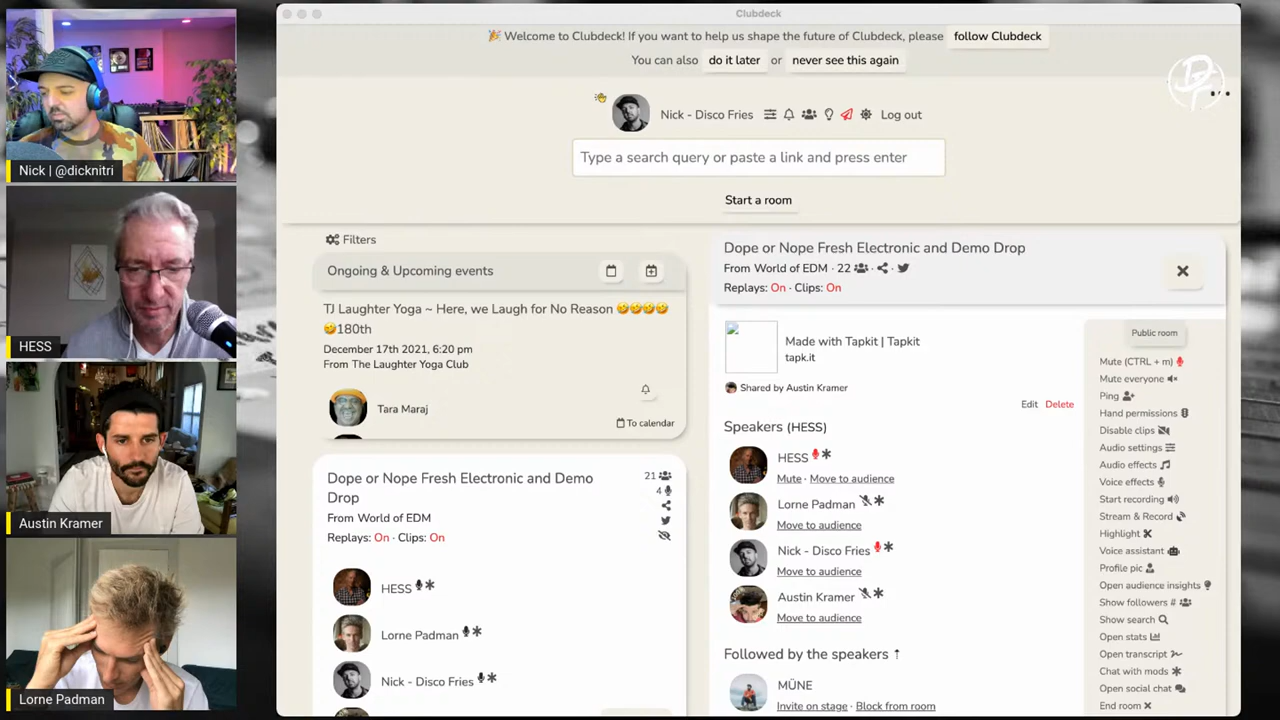 Nick | @dicknitri
HESS
Austin Kramer
Lorne Padman
Clubdeck
🎉 Welcome to Clubdeck! If you want to help us shape the future of Clubdeck, please follow Clubdeck
You can also do it later or never see this again
DF
Nick - Disco Fries Log out
Type a search query or paste a link and press enter
Start a room
Filters
Ongoing & Upcoming events
TJ Laughter Yoga ~ Here, we Laugh for No Reason 🤣🤣🤣🤣
🤣180th
December 17th 2021, 6:20 pm
From The Laughter Yoga Club
Tara Maraj
To calendar
Dope or Nope Fresh Electronic and Demo
Drop
From World of EDM
Replays: On · Clips: On
21
4
HESS
Lorne Padman
Nick - Disco Fries
Dope or Nope Fresh Electronic and Demo Drop
From World of EDM · 22
Replays: On · Clips: On
Made with Tapkit | Tapkit
tapk.it
Shared by Austin Kramer
Edit Delete
Speakers (HESS)
HESS
Mute · Move to audience
Lorne Padman
Move to audience
Nick - Disco Fries
Move to audience
Austin Kramer
Move to audience
Followed by the speakers ↑
MÜNE
Invite on stage · Block from room
Public room
Mute (CTRL + m)
Mute everyone
Ping
Hand permissions
Disable clips
Audio settings
Audio effects
Voice effects
Start recording
Stream & Record
Highlight
Voice assistant
Profile pic
Open audience insights
Show followers #
Show search
Open stats
Open transcript
Chat with mods
Open social chat
End room